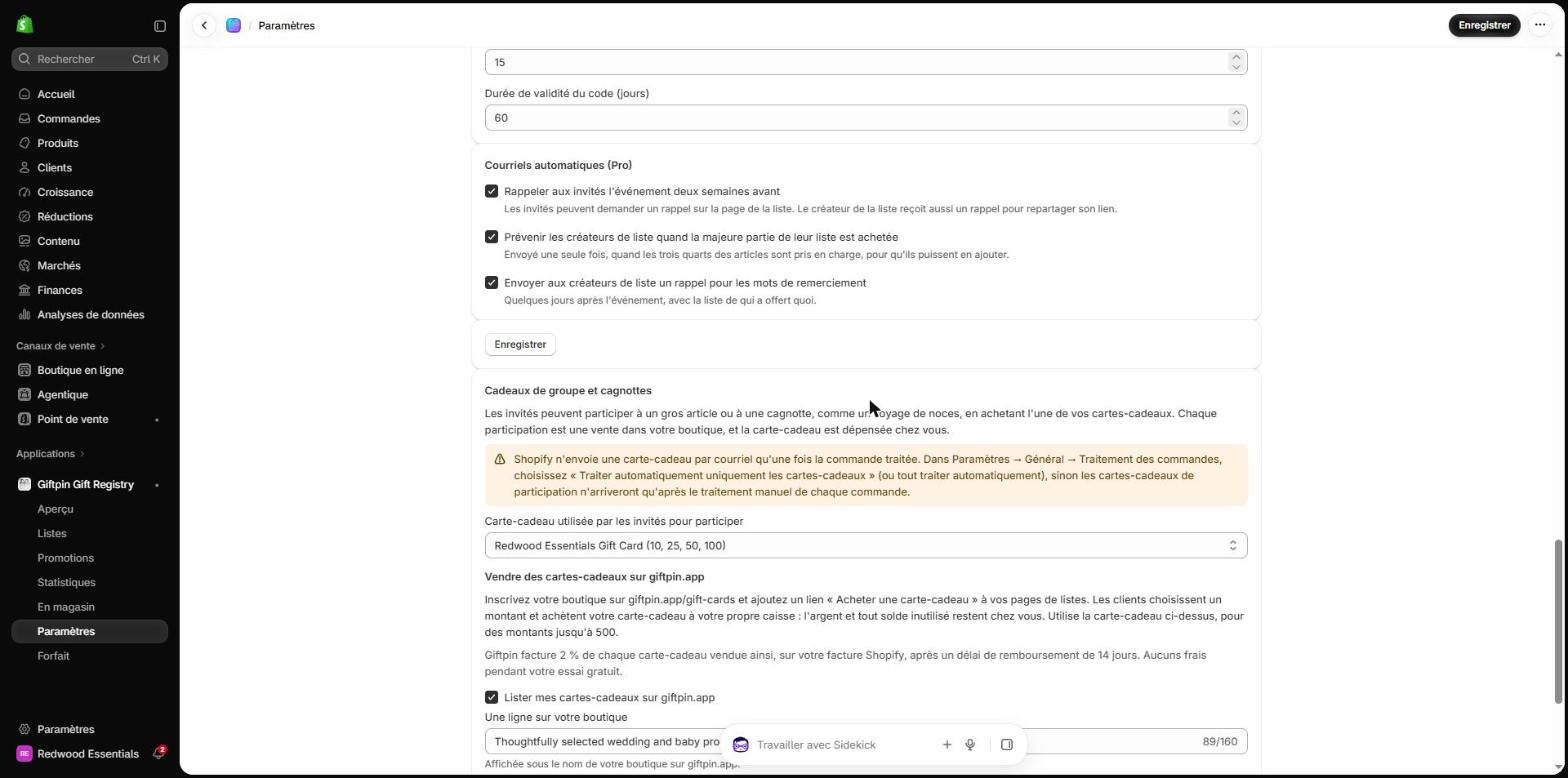 Paramètres
Enregistrer
Rechercher
Ctrl K
Accueil
Commandes
Produits
Clients
Croissance
Réductions
Contenu
Marchés
Finances
Analyses de données
Canaux de vente
Boutique en ligne
Agentique
Point de vente
Applications
Giftpin Gift Registry
Aperçu
Listes
Promotions
Statistiques
En magasin
Paramètres
Forfait
Paramètres
RE
Redwood Essentials
2
15
Durée de validité du code (jours)
60
Courriels automatiques (Pro)
Rappeler aux invités l'événement deux semaines avant
Les invités peuvent demander un rappel sur la page de la liste. Le créateur de la liste reçoit aussi un rappel pour repartager son lien.
Prévenir les créateurs de liste quand la majeure partie de leur liste est achetée
Envoyé une seule fois, quand les trois quarts des articles sont pris en charge, pour qu'ils puissent en ajouter.
Envoyer aux créateurs de liste un rappel pour les mots de remerciement
Quelques jours après l'événement, avec la liste de qui a offert quoi.
Enregistrer
Cadeaux de groupe et cagnottes
Les invités peuvent participer à un gros article ou à une cagnotte, comme un voyage de noces, en achetant l'une de vos cartes-cadeaux. Chaque
participation est une vente dans votre boutique, et la carte-cadeau est dépensée chez vous.
Shopify n'envoie une carte-cadeau par courriel qu'une fois la commande traitée. Dans Paramètres → Général → Traitement des commandes,
choisissez « Traiter automatiquement uniquement les cartes-cadeaux » (ou tout traiter automatiquement), sinon les cartes-cadeaux de
participation n'arriveront qu'après le traitement manuel de chaque commande.
Carte-cadeau utilisée par les invités pour participer
Redwood Essentials Gift Card (10, 25, 50, 100)
Vendre des cartes-cadeaux sur giftpin.app
Inscrivez votre boutique sur giftpin.app/gift-cards et ajoutez un lien « Acheter une carte-cadeau » à vos pages de listes. Les clients choisissent un
montant et achètent votre carte-cadeau à votre propre caisse : l'argent et tout solde inutilisé restent chez vous. Utilise la carte-cadeau ci-dessus, pour
des montants jusqu'à 500.
Giftpin facture 2 % de chaque carte-cadeau vendue ainsi, sur votre facture Shopify, après un délai de remboursement de 14 jours. Aucuns frais
pendant votre essai gratuit.
Lister mes cartes-cadeaux sur giftpin.app
Une ligne sur votre boutique
Thoughtfully selected wedding and baby pro
89/160
Travailler avec Sidekick
Affichée sous le nom de votre boutique sur giftpin.app.